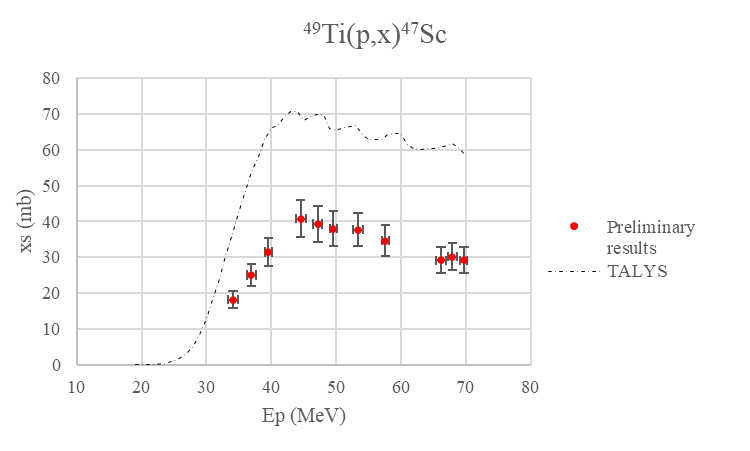 ⁴⁹Ti(p,x)⁴⁷Sc
80
70
60
50
40
30
20
10
0
xs (mb)
10 20 30 40 50 60 70 80
Ep (MeV)
Preliminary
results
TALYS